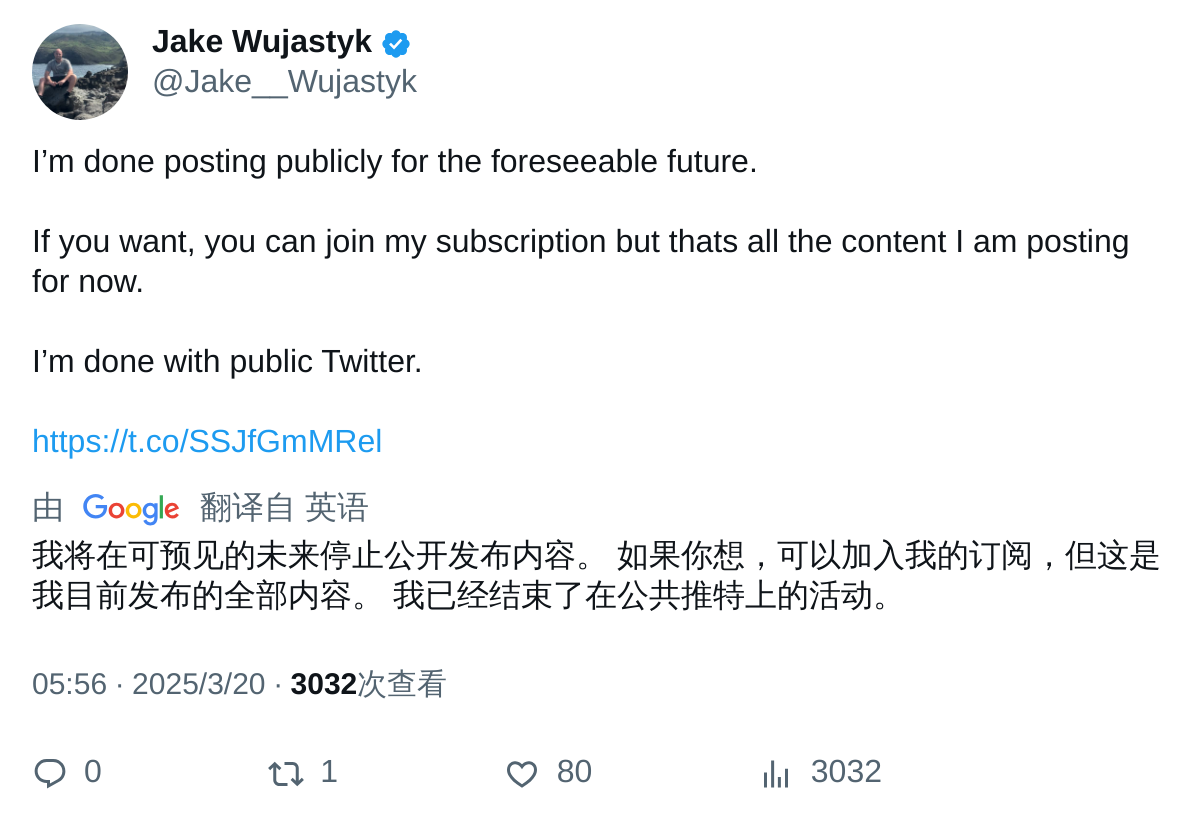 Jake Wujastyk
@Jake__Wujastyk
I’m done posting publicly for the foreseeable future.
If you want, you can join my subscription but thats all the content I am posting
for now.
I’m done with public Twitter.
https://t.co/SSJfGmMRel
由 Google 翻译自 英语
我将在可预见的未来停止公开发布内容。 如果你想，可以加入我的订阅，但这是
我目前发布的全部内容。 我已经结束了在公共推特上的活动。
05:56 · 2025/3/20 · 3032次查看
0 1 80 3032